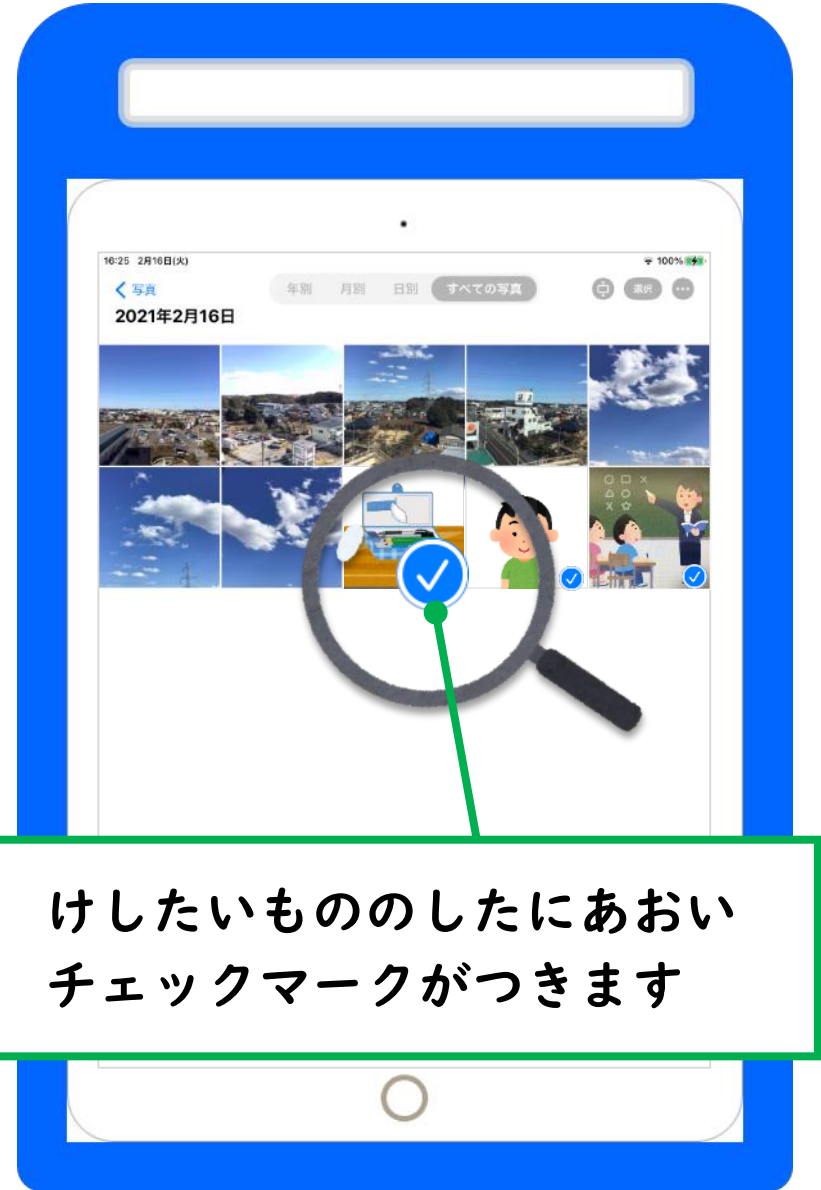 16:25 2月16日(火)
100%
写真
年別 月別 日別 すべての写真
選択
2021年2月16日
けしたいもののしたにあおい
チェックマークがつきます